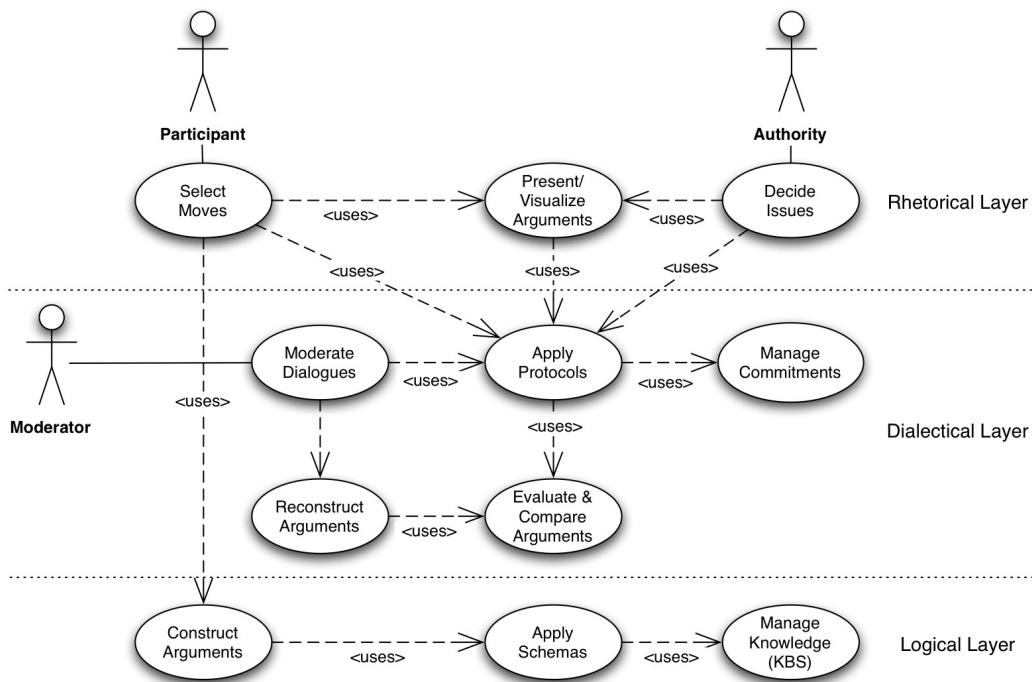 Participant
Authority
Select
Moves
Present/
Visualize
Arguments
Decide
Issues
Rhetorical Layer
<uses>
<uses>
<uses>
<uses>
<uses>
Moderate
Dialogues
Apply
Protocols
Manage
Commitments
<uses>
<uses>
<uses>
Moderator
<uses>
Dialectical Layer
Reconstruct
Arguments
Evaluate &
Compare
Arguments
<uses>
Construct
Arguments
Apply
Schemas
Manage
Knowledge
(KBS)
Logical Layer
<uses>
<uses>